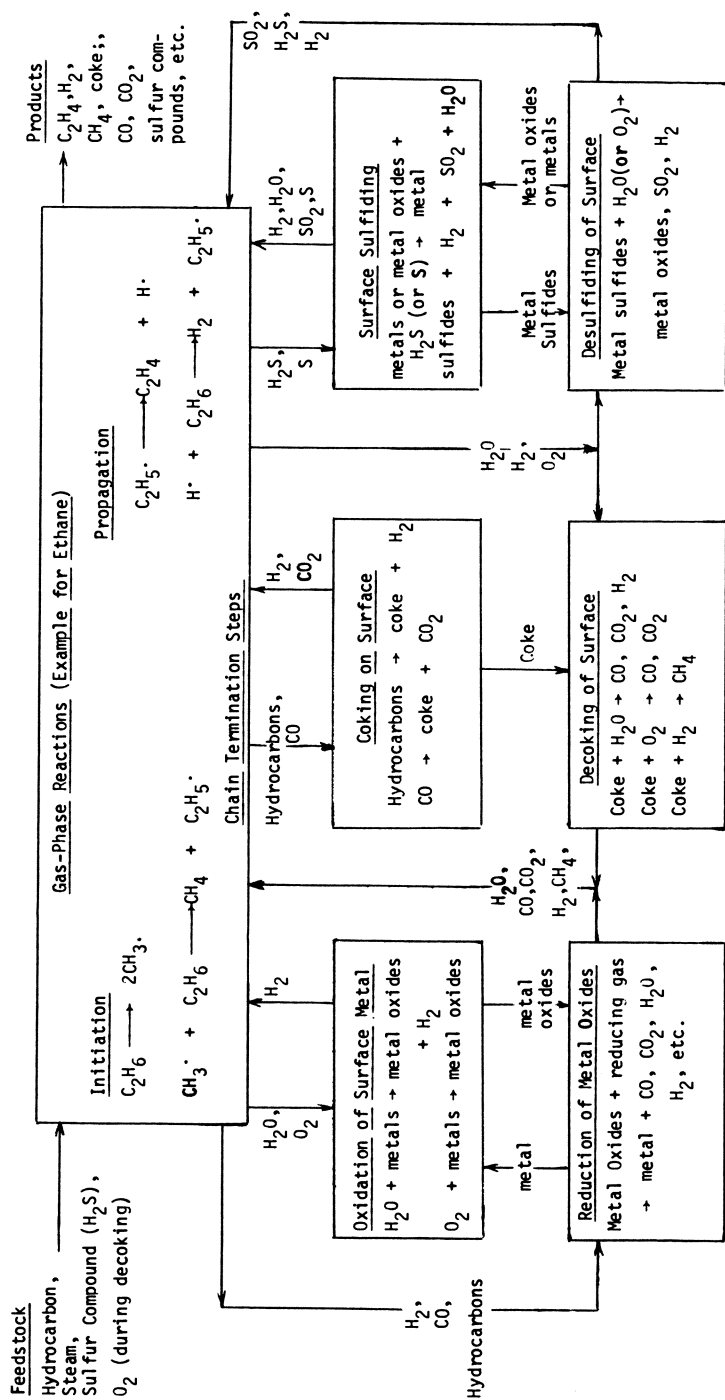 Feedstock
Hydrocarbon,
Steam,
Sulfur Compound (H2S),
O2 (during decoking)
Gas-Phase Reactions (Example for Ethane)
Initiation
C2H6 ⟶ 2CH3·
CH3· + C2H6 ⟶ CH4 + C2H5·
Propagation
C2H5· ⟶ C2H4 + H·
H· + C2H6 ⟶ H2 + C2H5·
Chain Termination Steps
Products
C2H4,H2,
CH4, coke;,
CO, CO2,
sulfur com-
pounds, etc.
H2,
CO,
Hydrocarbons
H2O,
O2
H2
Oxidation of Surface Metal
H2O + metals → metal oxides
+ H2
O2 + metals → metal oxides
metal
metal
oxides
Reduction of Metal Oxides
Metal Oxides + reducing gas
→ metal + CO, CO2, H2O,
H2, etc.
H2O,
CO,CO2,
H2,CH4,
Hydrocarbons,
CO
H2,
CO2
Coking on Surface
Hydrocarbons → coke + H2
CO → coke + CO2
Coke
Decoking of Surface
Coke + H2O → CO, CO2, H2
Coke + O2 → CO, CO2
Coke + H2 → CH4
H2O,
H2,
O2
H2S,
S
H2,H2O,
SO2,S
Surface Sulfiding
metals or metal oxides +
H2S (or S) → metal
sulfides + H2 + SO2 + H2O
Metal
Sulfides
Metal oxides
or metals
Desulfiding of Surface
Metal sulfides + H2O(or O2)→
metal oxides, SO2, H2
SO2,
H2S,
H2